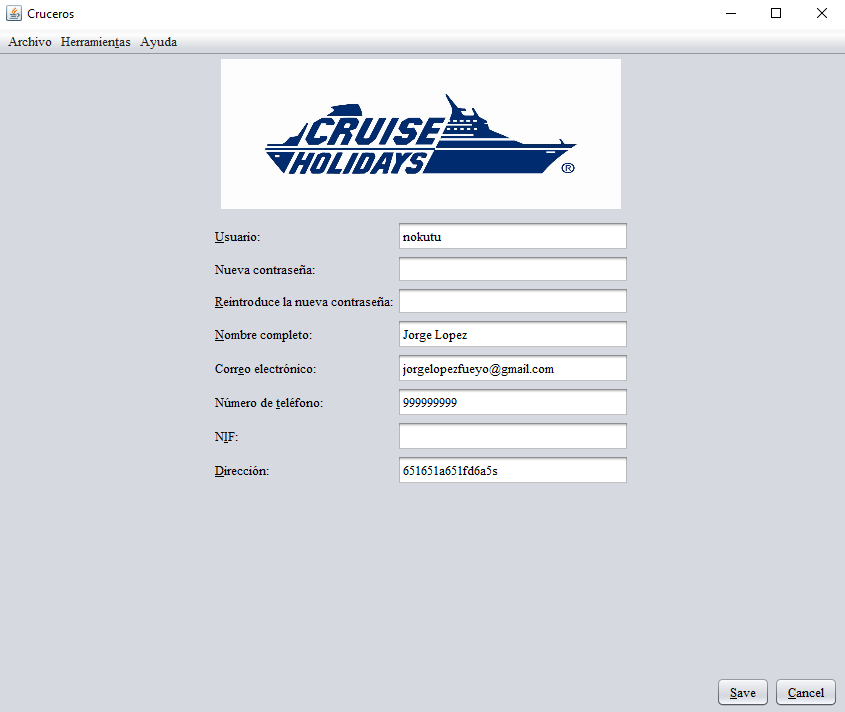 Cruceros
Archivo Herramientas Ayuda
CRUISE
HOLIDAYS ®
Usuario: nokutu
Nueva contraseña:
Reintroduce la nueva contraseña:
Nombre completo: Jorge Lopez
Correo electrónico: jorgelopezfueyo@gmail.com
Número de teléfono: 999999999
NIF:
Dirección: 651651a651fd6a5s
Save Cancel